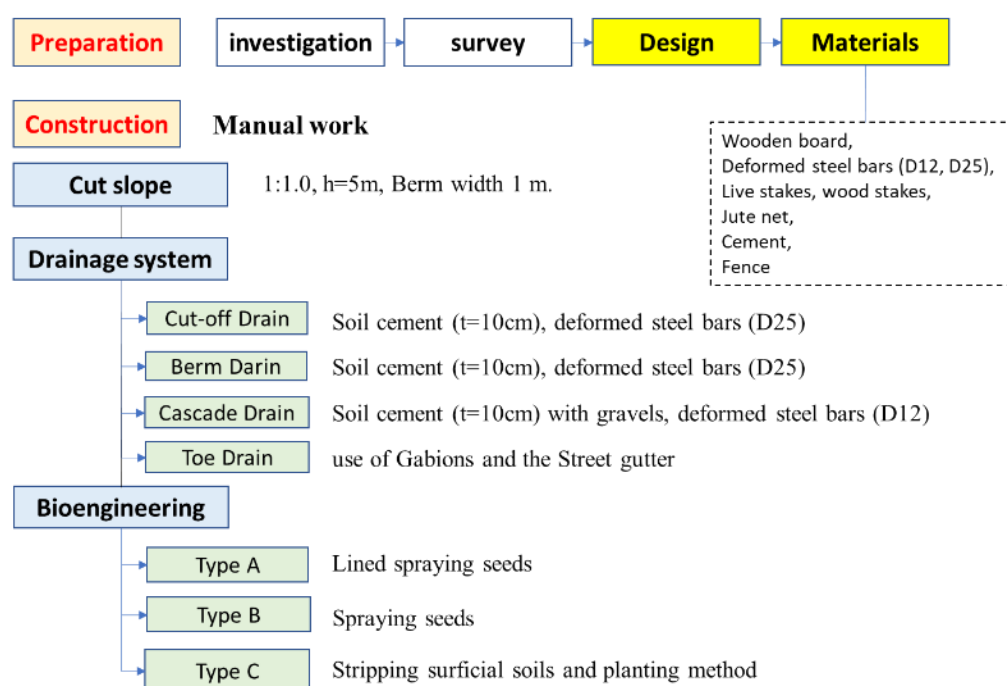 Preparation
investigation
survey
Design
Materials
Construction
Manual work
Wooden board,
Deformed steel bars (D12, D25),
Live stakes, wood stakes,
Jute net,
Cement,
Fence
Cut slope
1:1.0, h=5m, Berm width 1 m.
Drainage system
Cut-off Drain
Soil cement (t=10cm), deformed steel bars (D25)
Berm Darin
Soil cement (t=10cm), deformed steel bars (D25)
Cascade Drain
Soil cement (t=10cm) with gravels, deformed steel bars (D12)
Toe Drain
use of Gabions and the Street gutter
Bioengineering
Type A
Lined spraying seeds
Type B
Spraying seeds
Type C
Stripping surficial soils and planting method